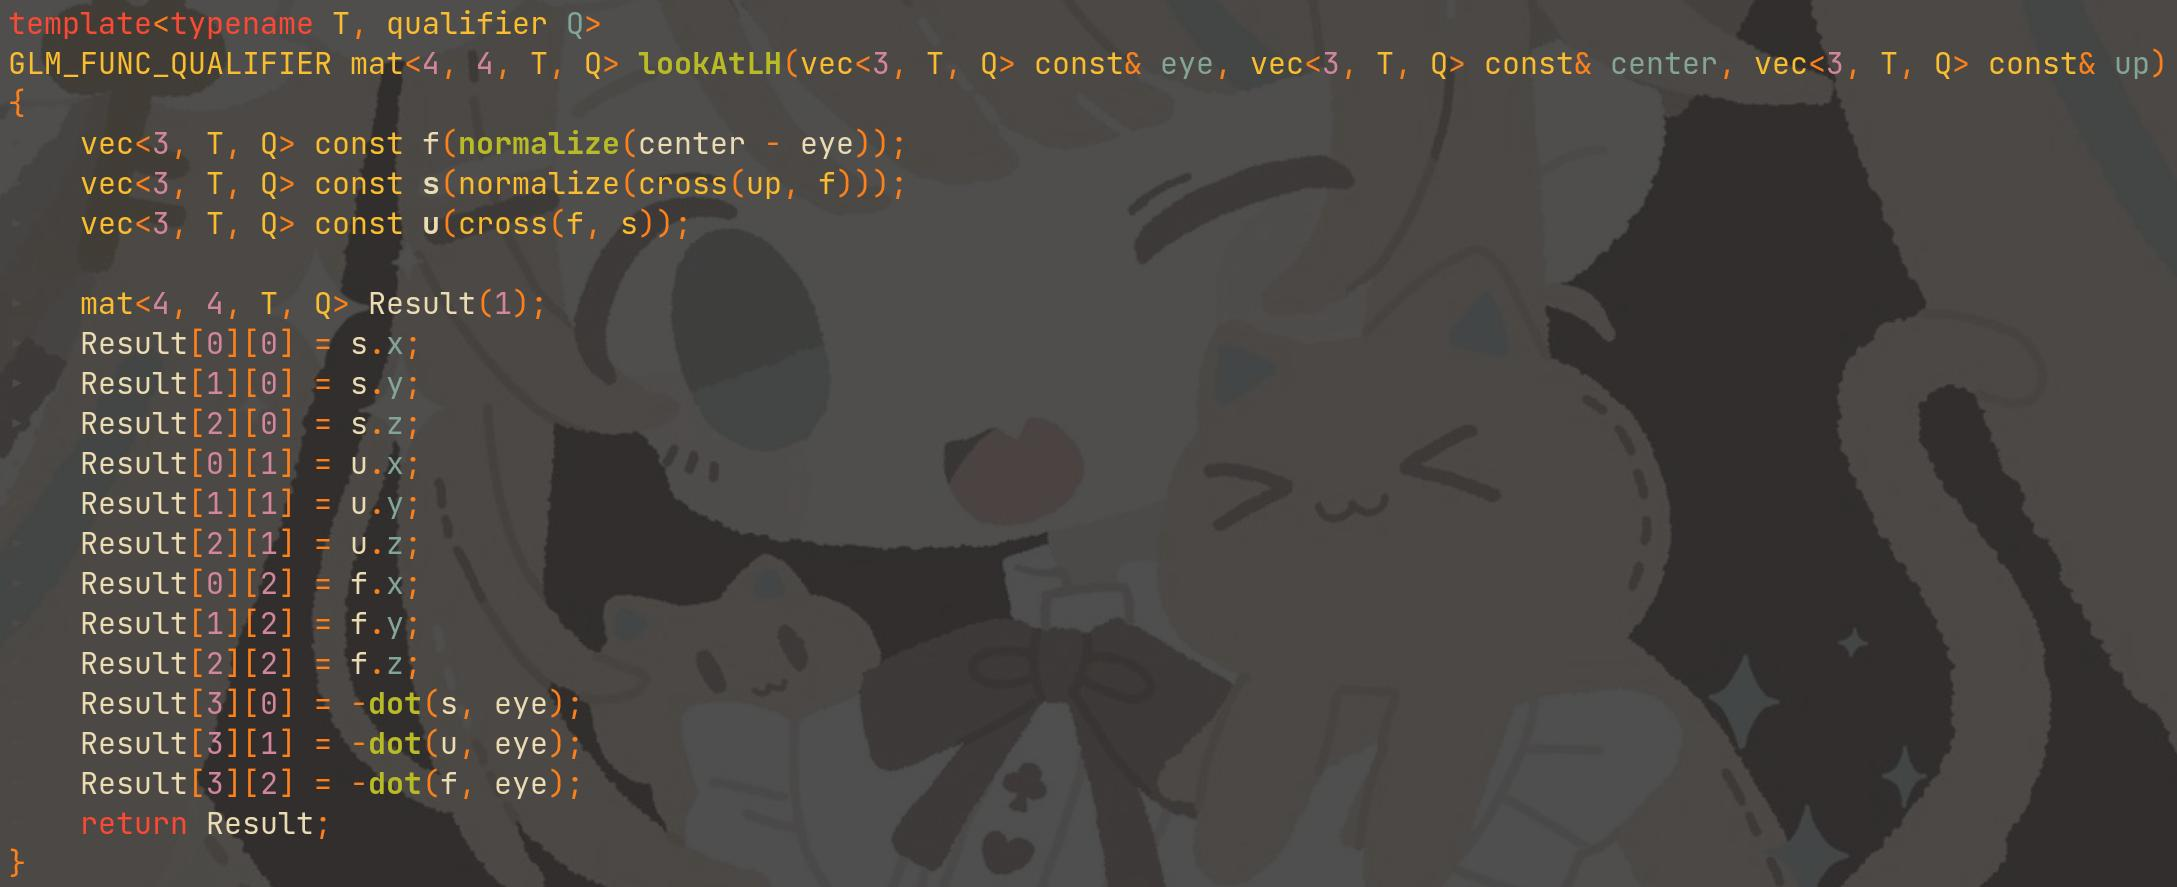 template<typename T, qualifier Q>
GLM_FUNC_QUALIFIER mat<4, 4, T, Q> lookAtLH(vec<3, T, Q> const& eye, vec<3, T, Q> const& center, vec<3, T, Q> const& up)
{
    vec<3, T, Q> const f(normalize(center - eye));
    vec<3, T, Q> const s(normalize(cross(up, f)));
    vec<3, T, Q> const u(cross(f, s));

    mat<4, 4, T, Q> Result(1);
    Result[0][0] = s.x;
    Result[1][0] = s.y;
    Result[2][0] = s.z;
    Result[0][1] = u.x;
    Result[1][1] = u.y;
    Result[2][1] = u.z;
    Result[0][2] = f.x;
    Result[1][2] = f.y;
    Result[2][2] = f.z;
    Result[3][0] = -dot(s, eye);
    Result[3][1] = -dot(u, eye);
    Result[3][2] = -dot(f, eye);
    return Result;
}